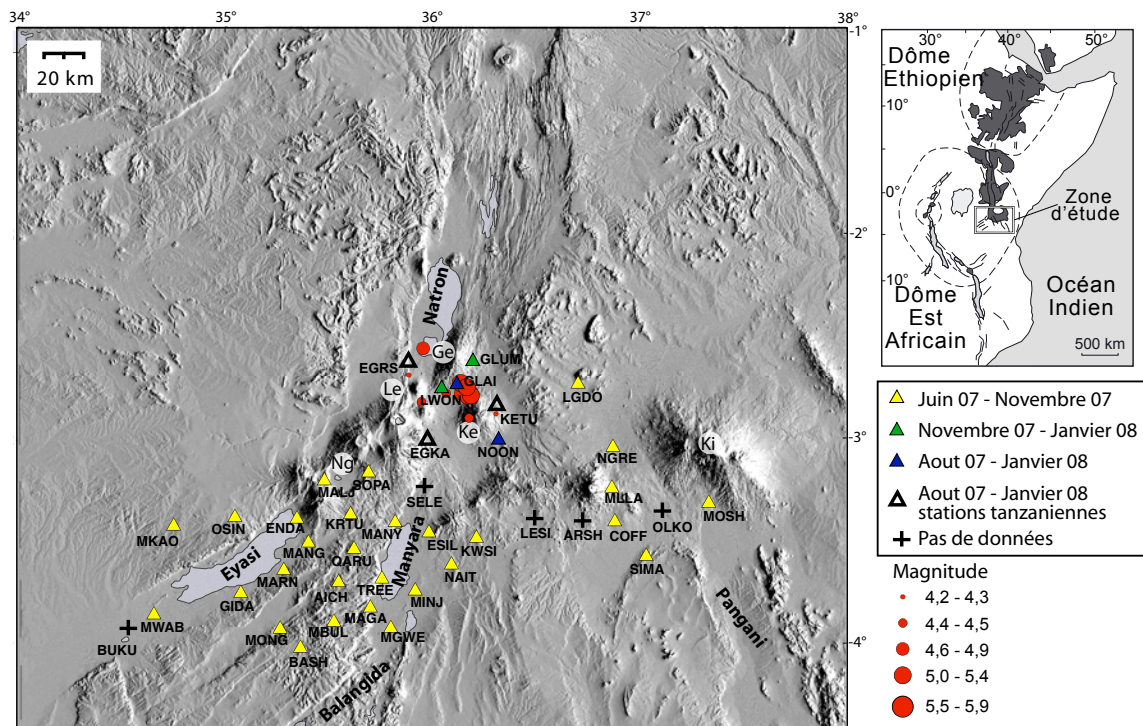 34° 35° 36° 37° 38°
-1°
20 km
-2°
-3°
-4°
Natron
Ge
GLUM
EGRS
GLAI
Le
LWON
KETU
LGDO
Ke
EGKA
NOON
NGRE
Ki
Ng
MALJ
SOPA
SELE
MLLA
MOSH
OSIN
ENDA
KRTU
MANY
LESI
ARSH
COFF
OLKO
MKAO
MANG
QARU
ESIL
KWSI
SIMA
Eyasi
MARN
Manyara
NAIT
GIDA
AICH
TREE
MINJ
MWAB
MAGA
BUKU
MONG
MBUL
MGWE
BASH
Pangani
Balangida
30° 40° 50°
Dôme
Ethiopien
10°
0°
Zone
d'étude
10°
Dôme
Est
Africain
Océan
Indien
500 km
Juin 07 - Novembre 07
Novembre 07 - Janvier 08
Aout 07 - Janvier 08
Aout 07 - Janvier 08
stations tanzaniennes
Pas de données
Magnitude
4,2 - 4,3
4,4 - 4,5
4,6 - 4,9
5,0 - 5,4
5,5 - 5,9